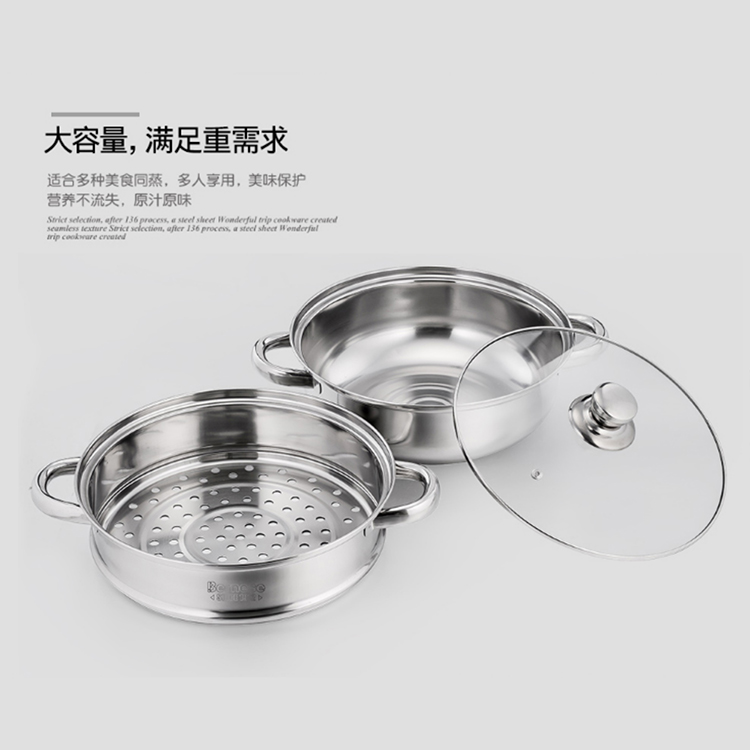 大容量，满足重需求
适合多种美食同蒸，多人享用，美味保护
营养不流失，原汁原味
Strict selection, after 136 process, a steel sheet Wonderful trip cookware created
seamless texture Strict selection, after 136 process, a steel sheet Wonderful
trip cookware created